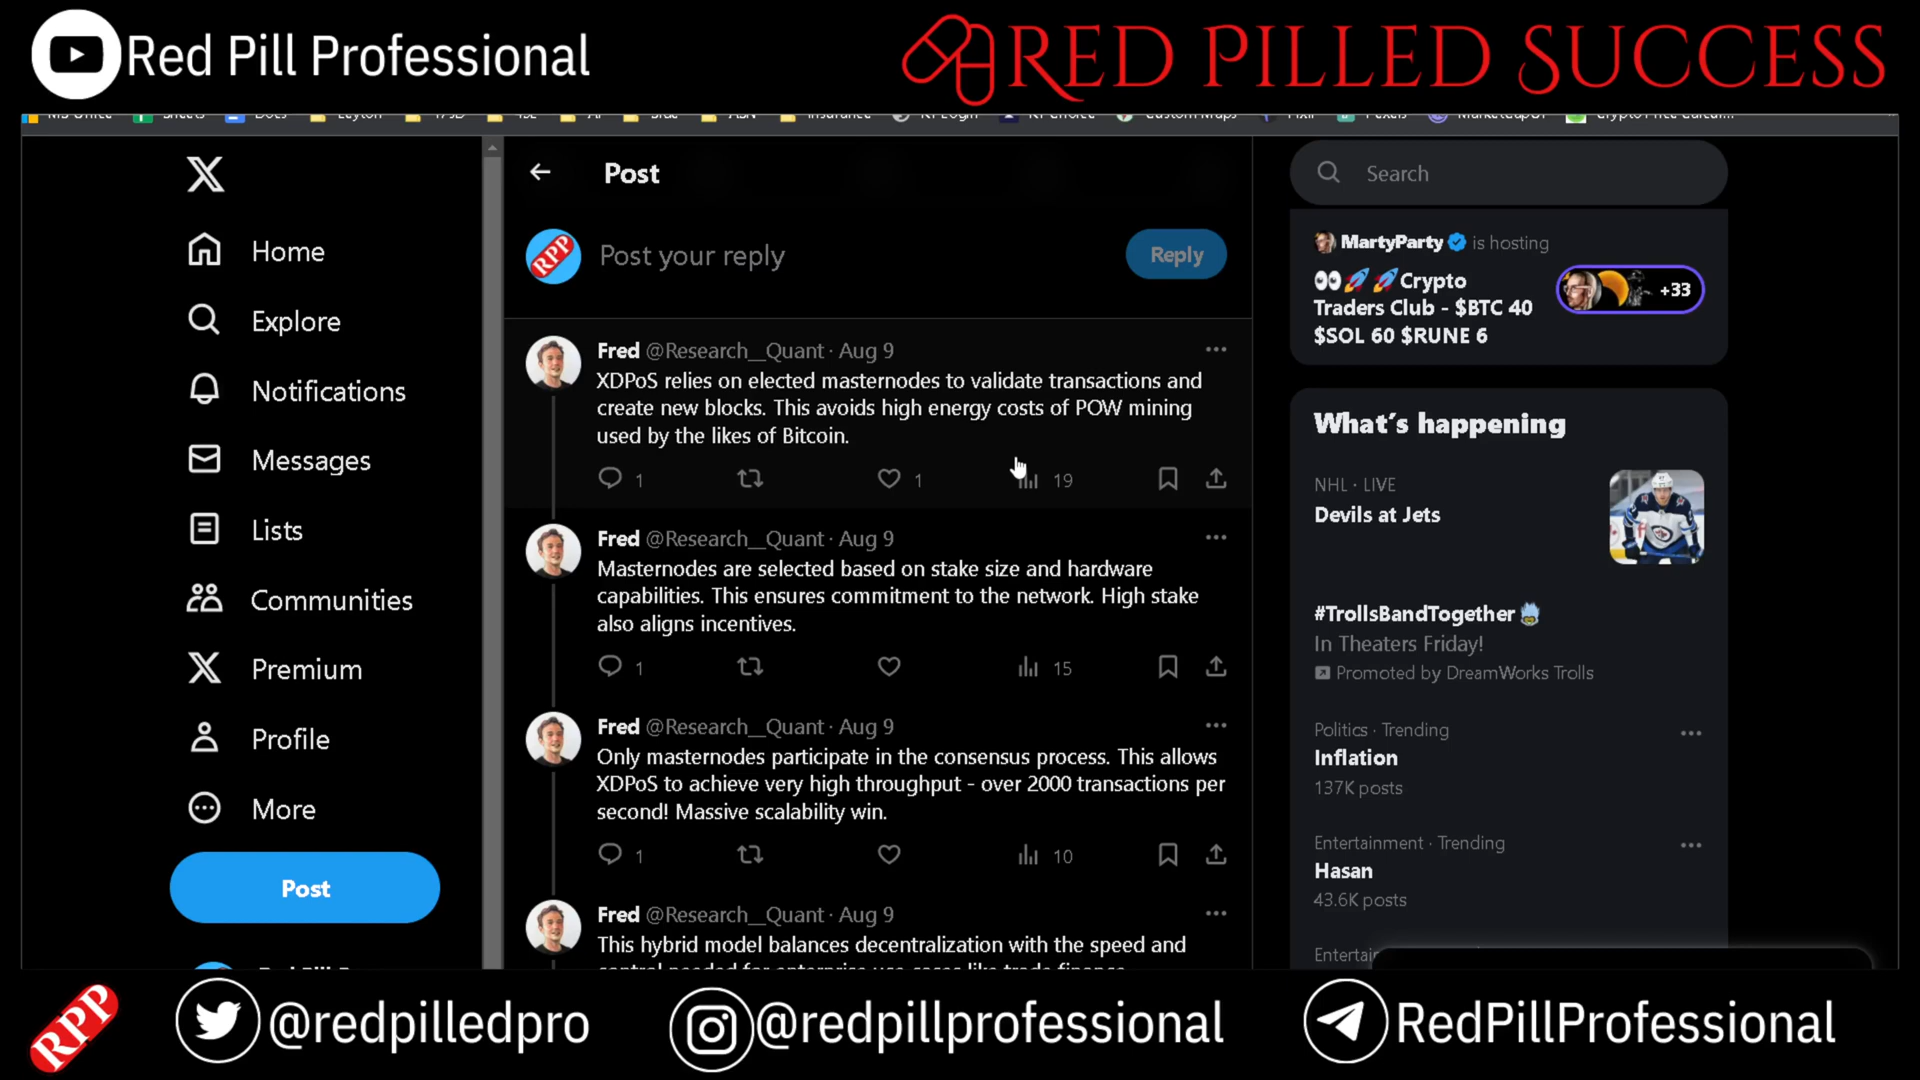 Red Pill Professional
RED PILLED SUCCESS
Post
Search
Home
Explore
Notifications
Messages
Lists
Communities
Premium
Profile
More
Post
RPP
Post your reply
Reply
Fred @Research__Quant · Aug 9
XDPoS relies on elected masternodes to validate transactions and
create new blocks. This avoids high energy costs of POW mining
used by the likes of Bitcoin.
1
1
19
Fred @Research__Quant · Aug 9
Masternodes are selected based on stake size and hardware
capabilities. This ensures commitment to the network. High stake
also aligns incentives.
1
15
Fred @Research__Quant · Aug 9
Only masternodes participate in the consensus process. This allows
XDPoS to achieve very high throughput - over 2000 transactions per
second! Massive scalability win.
1
10
Fred @Research__Quant · Aug 9
This hybrid model balances decentralization with the speed and
MartyParty is hosting
👀🚀🚀Crypto
Traders Club - $BTC 40
$SOL 60 $RUNE 6
+33
What's happening
NHL · LIVE
Devils at Jets
#TrollsBandTogether
In Theaters Friday!
Promoted by DreamWorks Trolls
Politics · Trending
Inflation
137K posts
Entertainment · Trending
Hasan
43.6K posts
RPP
@redpilledpro
@redpillprofessional
RedPillProfessional